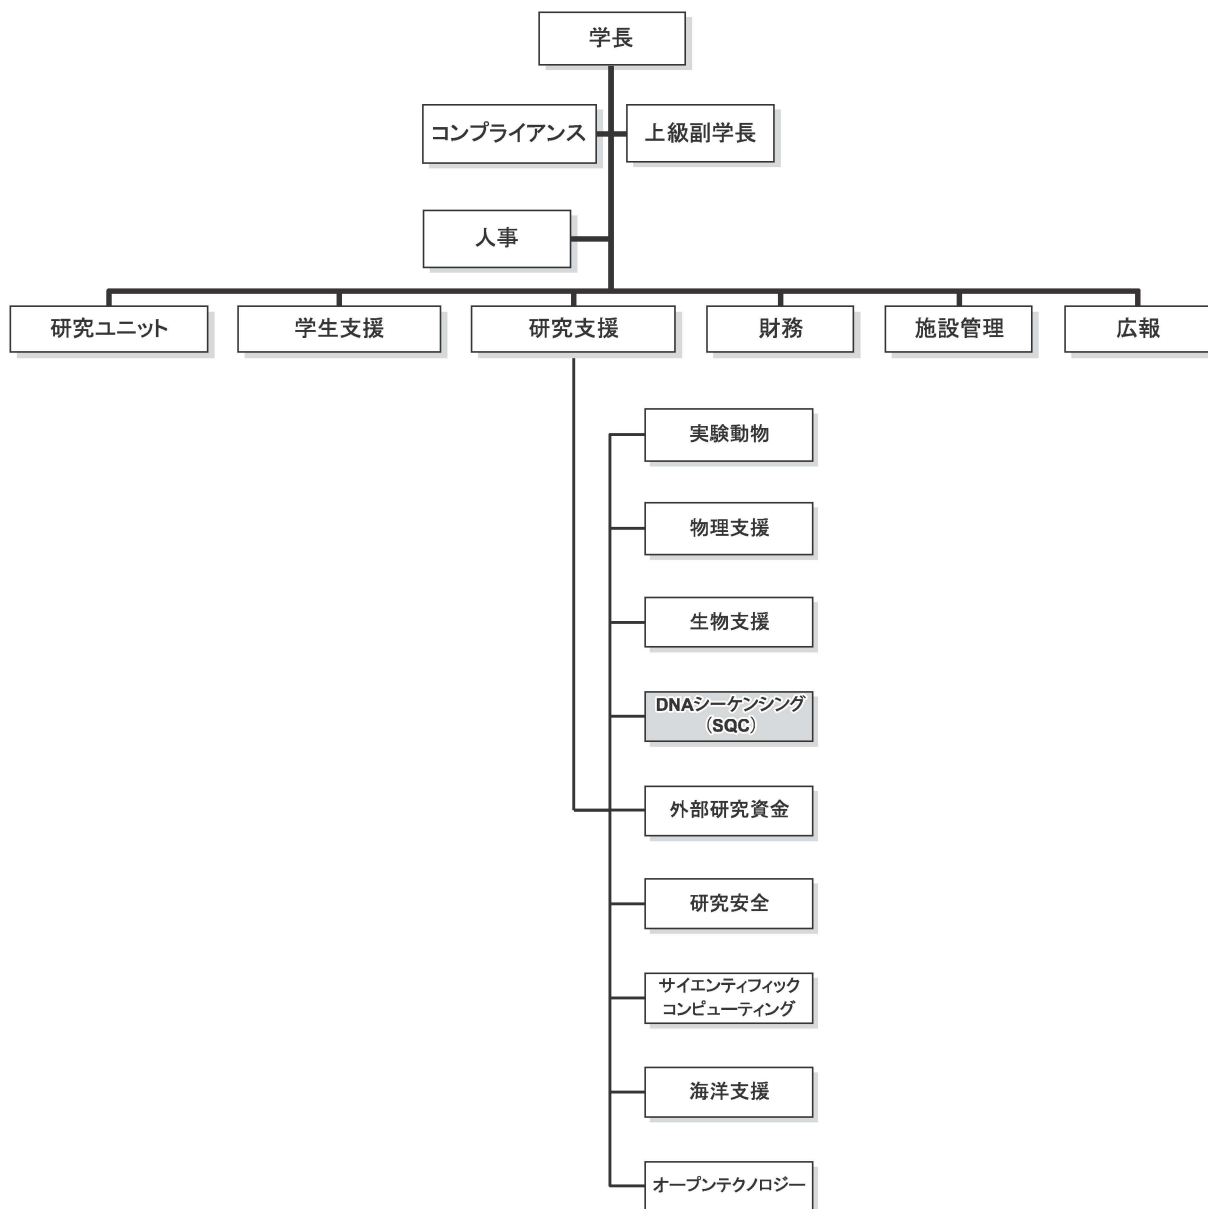 学長
コンプライアンス
上級副学長
人事
研究ユニット
学生支援
研究支援
財務
施設管理
広報
実験動物
物理支援
生物支援
DNAシーケンシング
（SQC）
外部研究資金
研究安全
サイエンティフィック
コンピューティング
海洋支援
オープンテクノロジー